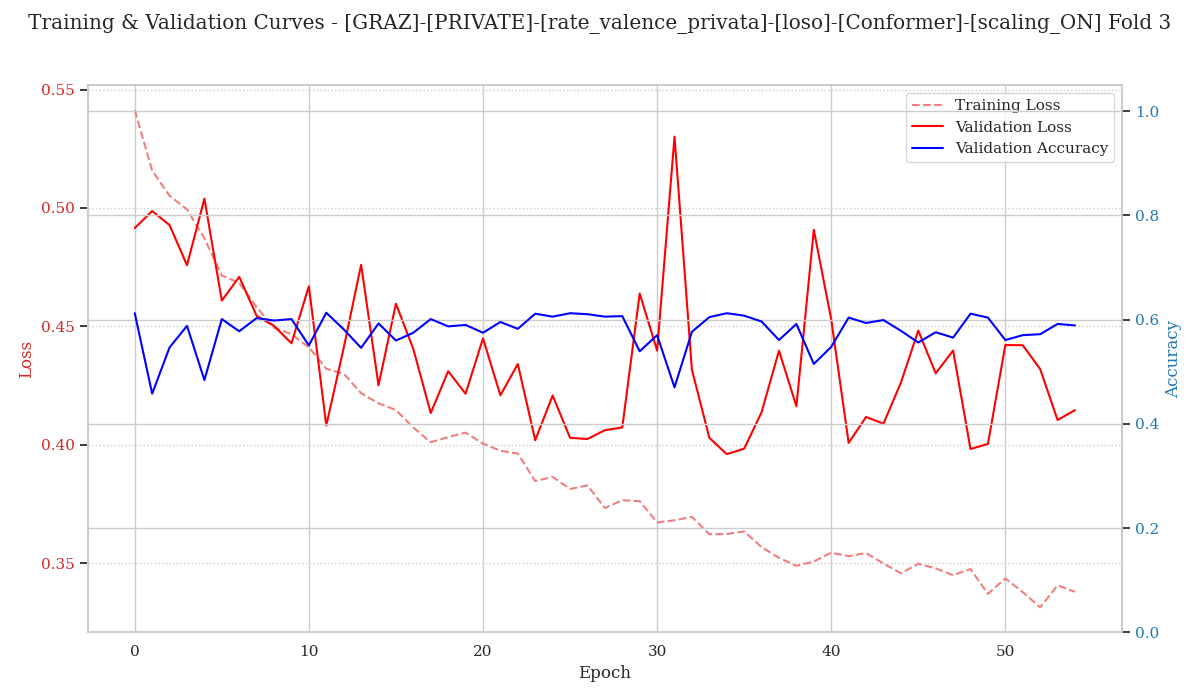 Training & Validation Curves - [GRAZ]-[PRIVATE]-[rate_valence_privata]-[loso]-[Conformer]-[scaling_ON] Fold 3
Training Loss
Validation Loss
Validation Accuracy
0.55
0.50
0.45
0.40
0.35
Loss
1.0
0.8
0.6
0.4
0.2
0.0
Accuracy
0
10
20
30
40
50
Epoch